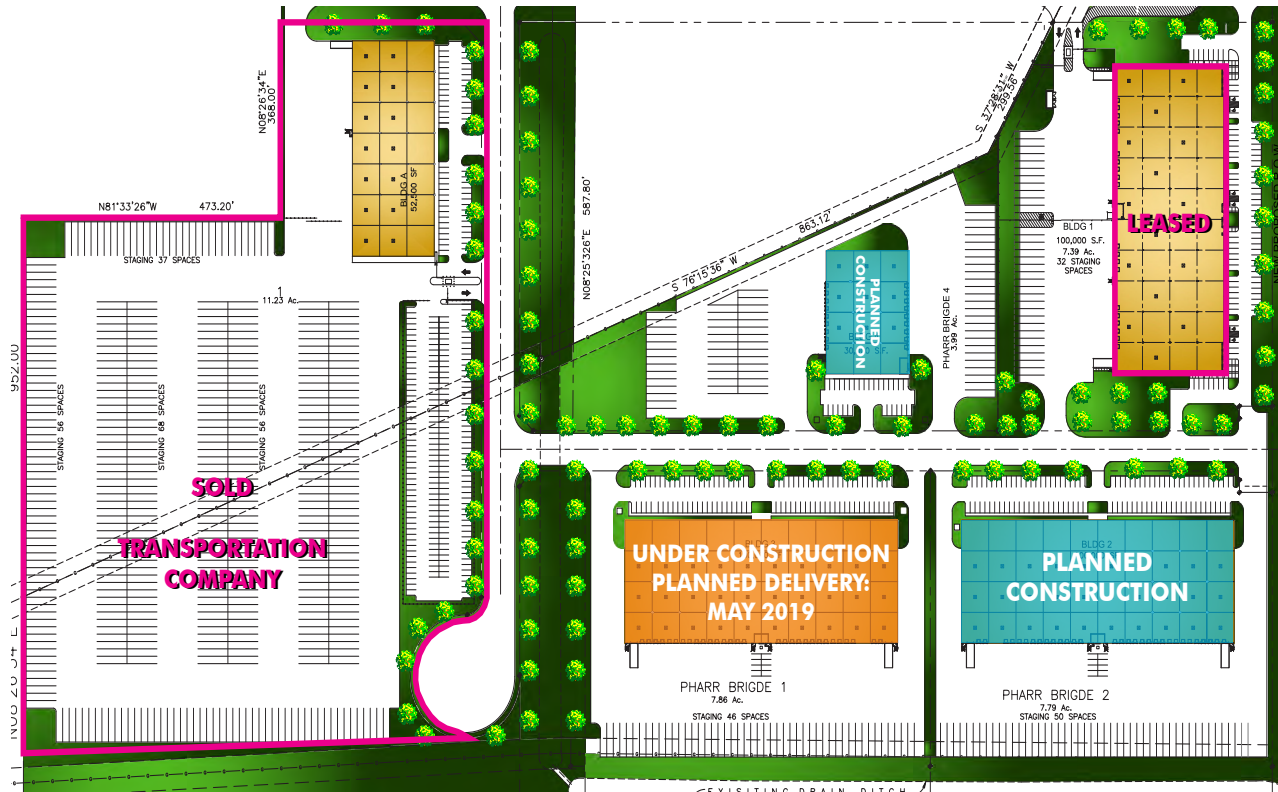 N08°26'34"E
368.00'
N81°33'26"W 473.20'
BLDG A
52,500 SF
STAGING 37 SPACES
1
11.23 Ac.
952.00
STAGING 56 SPACES
STAGING 68 SPACES
STAGING 56 SPACES
SOLD
TRANSPORTATION
COMPANY
N08°25'3326"E 587.80'
S 76°15'36" W
863.12'
S 37°28'31" W
299.56'
PLANNED
CONSTRUCTION
PHARR BRIGDE 4
3.99 Ac.
BLDG 1
100,000 S.F.
7.39 Ac.
32 STAGING
SPACES
LEASED
UNDER CONSTRUCTION
PLANNED DELIVERY:
MAY 2019
PHARR BRIGDE 1
7.86 Ac.
STAGING 46 SPACES
BLDG 2
PLANNED
CONSTRUCTION
PHARR BRIGDE 2
7.79 Ac.
STAGING 50 SPACES
EXISITING DRAIN DITCH